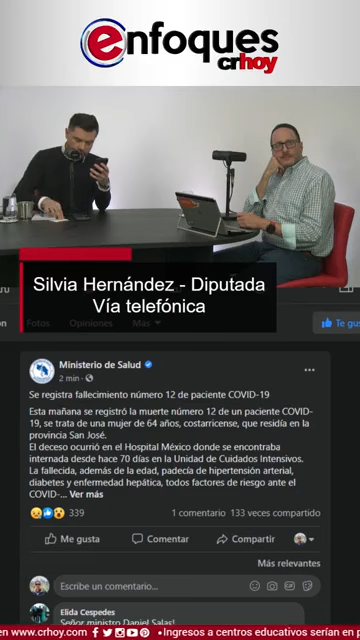 enfoques
crhoy
Silvia Hernández - Diputada
Vía telefónica
Fotos
Opiniones
Más
Te gus
Ministerio de Salud
2 min ·
Se registra fallecimiento número 12 de paciente COVID-19
Esta mañana se registró la muerte número 12 de un paciente COVID-
19, se trata de una mujer de 64 años, costarricense, que residía en la
provincia San José.
El deceso ocurrió en el Hospital México donde se encontraba
internada desde hace 70 días en la Unidad de Cuidados Intensivos.
La fallecida, además de la edad, padecía de hipertensión arterial,
diabetes y enfermedad hepática, todos factores de riesgo ante el
COVID-... Ver más
339
1 comentario 133 veces compartido
Me gusta
Comentar
Compartir
Más relevantes
Escribe un comentario...
GIF
Elida Cespedes
Señor ministro Daniel Salas!
en www.crhoy.com
•Ingresos a centros educativos serían en